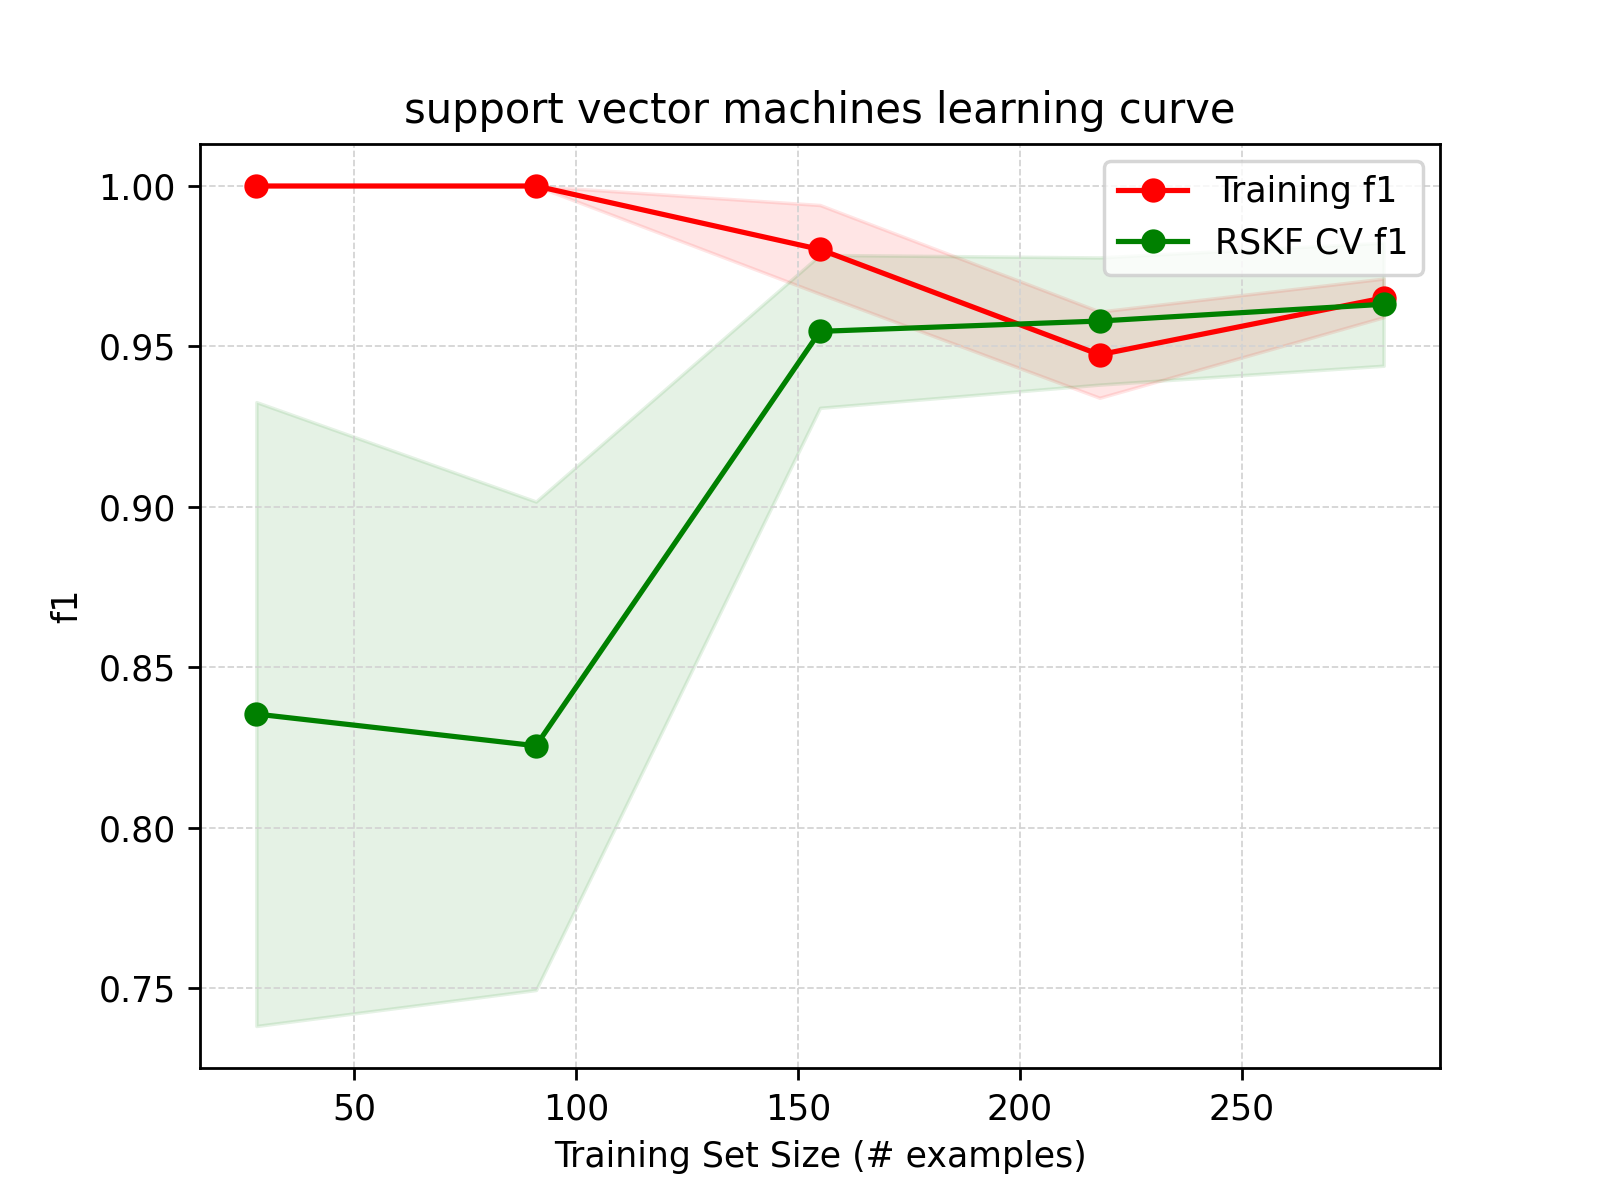 support vector machines learning curve
Training f1
RSKF CV f1
1.00
0.95
0.90
0.85
0.80
0.75
f1
50 100 150 200 250
Training Set Size (# examples)